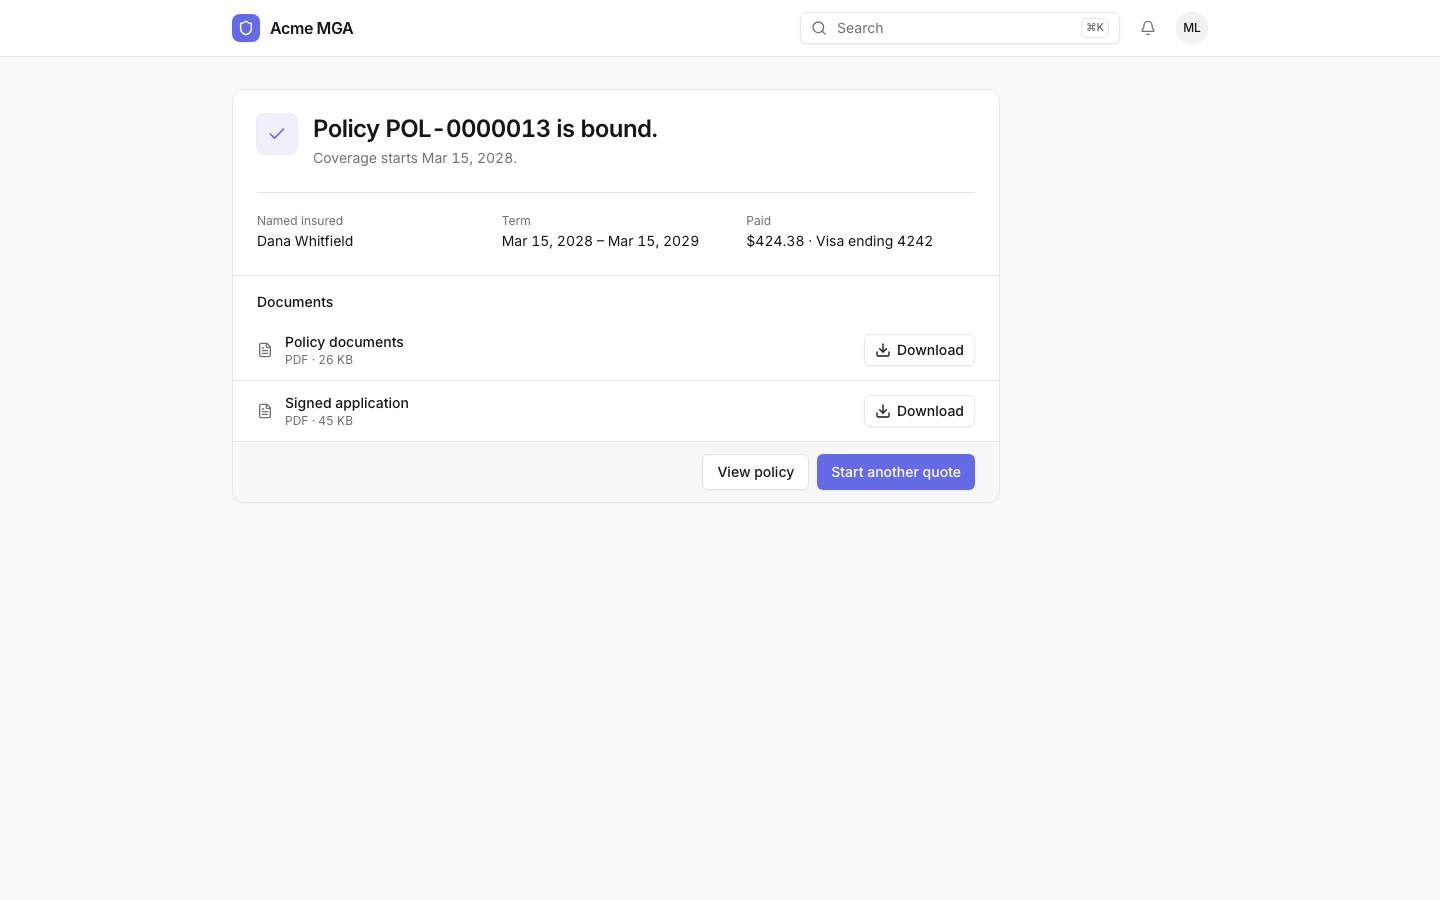 Acme MGA
Search
⌘K
ML
Policy POL-0000013 is bound.
Coverage starts Mar 15, 2028.
Named insured
Dana Whitfield
Term
Mar 15, 2028 – Mar 15, 2029
Paid
$424.38 · Visa ending 4242
Documents
Policy documents
PDF · 26 KB
Download
Signed application
PDF · 45 KB
Download
View policy
Start another quote